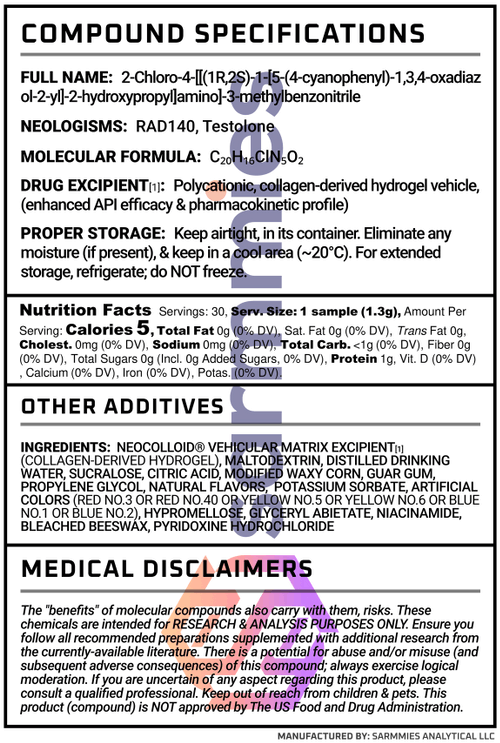 COMPOUND SPECIFICATIONS
FULL NAME: 2-Chloro-4-[[(1R,2S)-1-[5-(4-cyanophenyl)-1,3,4-oxadiaz
ol-2-yl]-2-hydroxypropyl]amino]-3-methylbenzonitrile
NEOLOGISMS: RAD140, Testolone
MOLECULAR FORMULA: C₂₀H₁₆ClN₅O₂
DRUG EXCIPIENT[1]: Polycationic, collagen-derived hydrogel vehicle,
(enhanced API efficacy & pharmacokinetic profile)
PROPER STORAGE: Keep airtight, in its container. Eliminate any
moisture (if present), & keep in a cool area (~20°C). For extended
storage, refrigerate; do NOT freeze.
Nutrition Facts Servings: 30, Serv. Size: 1 sample (1.3g), Amount Per
Serving: Calories 5, Total Fat 0g (0% DV), Sat. Fat 0g (0% DV), Trans Fat 0g,
Cholest. 0mg (0% DV), Sodium 0mg (0% DV), Total Carb. <1g (0% DV), Fiber 0g
(0% DV), Total Sugars 0g (Incl. 0g Added Sugars, 0% DV), Protein 1g, Vit. D (0% DV)
, Calcium (0% DV), Iron (0% DV), Potas. (0% DV).
OTHER ADDITIVES
INGREDIENTS: NEOCOLLOID® VEHICULAR MATRIX EXCIPIENT[1]
(COLLAGEN-DERIVED HYDROGEL), MALTODEXTRIN, DISTILLED DRINKING
WATER, SUCRALOSE, CITRIC ACID, MODIFIED WAXY CORN, GUAR GUM,
PROPYLENE GLYCOL, NATURAL FLAVORS, POTASSIUM SORBATE, ARTIFICIAL
COLORS (RED NO.3 OR RED NO.40 OR YELLOW NO.5 OR YELLOW NO.6 OR BLUE
NO.1 OR BLUE NO.2), HYPROMELLOSE, GLYCERYL ABIETATE, NIACINAMIDE,
BLEACHED BEESWAX, PYRIDOXINE HYDROCHLORIDE
MEDICAL DISCLAIMERS
The "benefits" of molecular compounds also carry with them, risks. These
chemicals are intended for RESEARCH & ANALYSIS PURPOSES ONLY. Ensure you
follow all recommended preparations supplemented with additional research from
the currently-available literature. There is a potential for abuse and/or misuse (and
subsequent adverse consequences) of this compound; always exercise logical
moderation. If you are uncertain of any aspect regarding this product, please
consult a qualified professional. Keep out of reach from children & pets. This
product (compound) is NOT approved by The US Food and Drug Administration.
MANUFACTURED BY: SARMMIES ANALYTICAL LLC
sarmmies